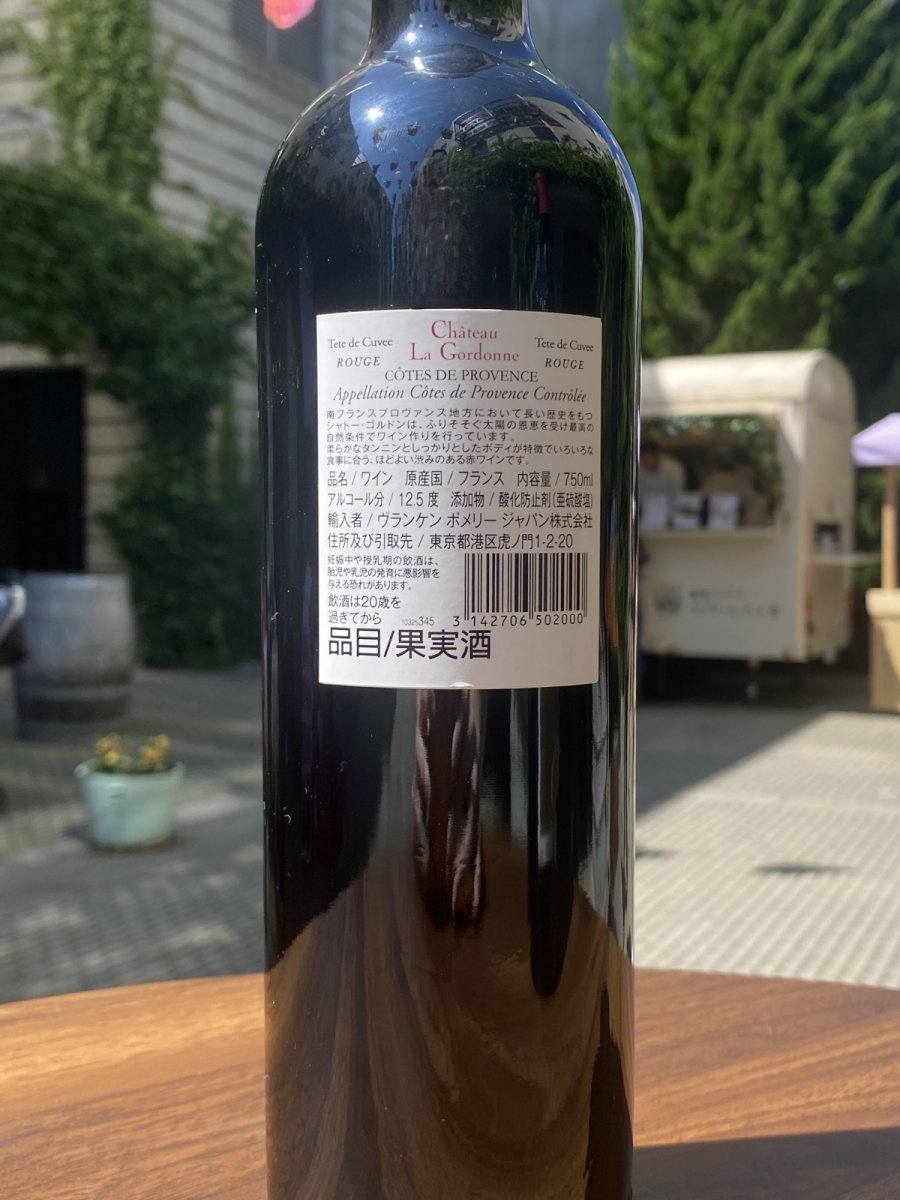 Tete de Cuvee
ROUGE
Château
La Gordonne
Tete de Cuvee
ROUGE
CÔTES DE PROVENCE
Appellation Côtes de Provence Contrôlée
南フランスプロヴァンス地方において長い歴史をもつ
シャトー・ゴルドンは、ふりそそぐ太陽の恩恵を受け最高の
自然条件でワイン作りを行っています。
柔らかなタンニンとしっかりとしたボディが特徴でいろいろな
食事に合う、ほどよい渋みのある赤ワインです。
品名/ワイン 原産国/フランス 内容量/750ml
アルコール分/12.5度 添加物/酸化防止剤(亜硫酸塩)
輸入者/ヴランケン ポメリー ジャパン株式会社
住所及び引取先/東京都港区虎ノ門1-2-20
妊娠中や授乳期の飲酒は、
胎児や乳児の発育に悪影響を
与える恐れがあります。
飲酒は20歳を
過ぎてから
10325345
3 142706 502000
品目/果実酒